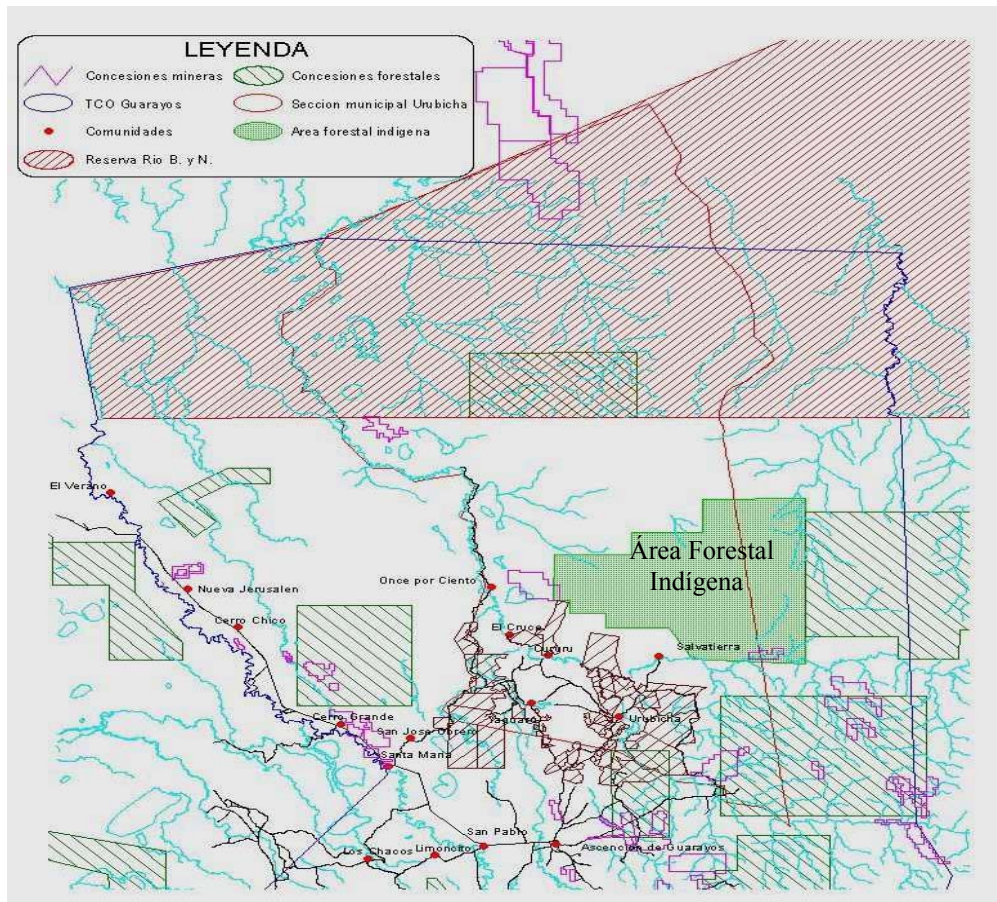 LEYENDA
Concesiones mineras
Concesiones forestales
TCO Guarayos
Seccion municipal Urubicha
Comunidades
Area forestal indigena
Reserva Rio B. y N.
El Verano
Área Forestal
Indígena
Once por Ciento
Nueva Jerusalen
Cerro Chico
El Cruce
Cururu
Salvatierra
Cerro Grande
Yaguaru
Urubicha
San Jose Obrero
Santa Maria
San Pablo
Los Chacos
Limoncito
Ascencion de Guarayos